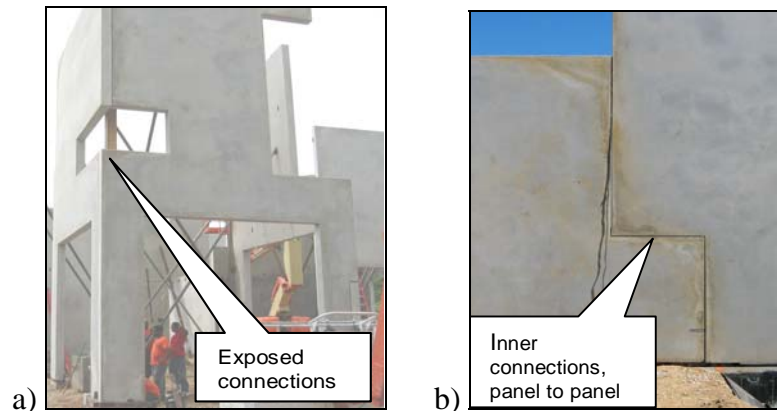 Exposed
connections
a)
Inner
connections,
panel to panel
b)